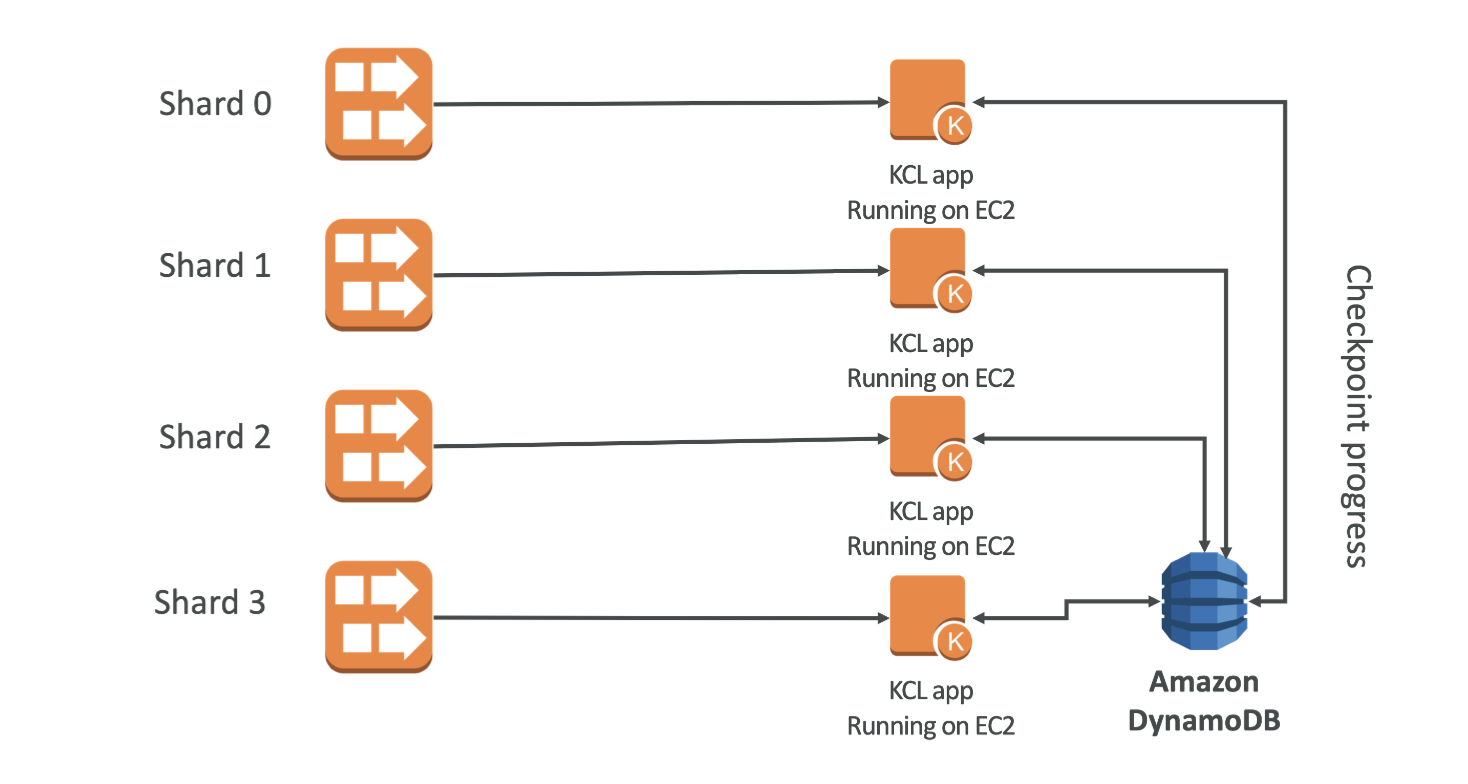 Shard 0
K
KCL app
Running on EC2
Shard 1
K
KCL app
Running on EC2
Shard 2
K
KCL app
Running on EC2
Shard 3
K
KCL app
Running on EC2
Checkpoint progress
Amazon
DynamoDB